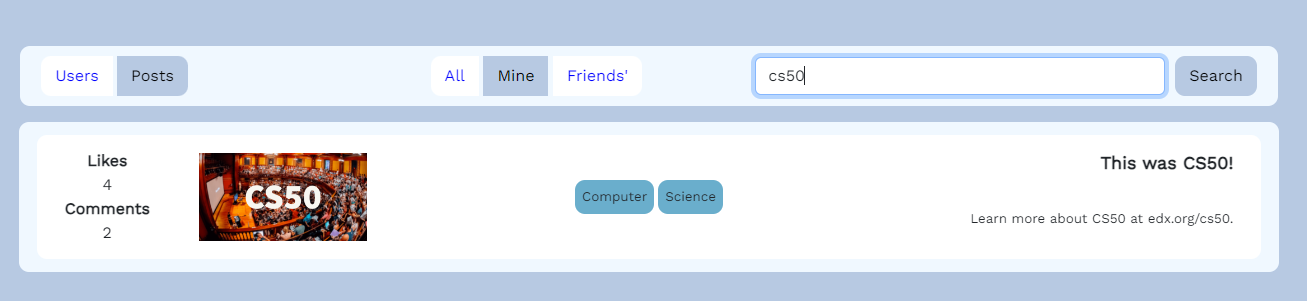 Users Posts All Mine Friends' cs50 Search
Likes
4
Comments
2
CS50
Computer Science
This was CS50!
Learn more about CS50 at edx.org/cs50.